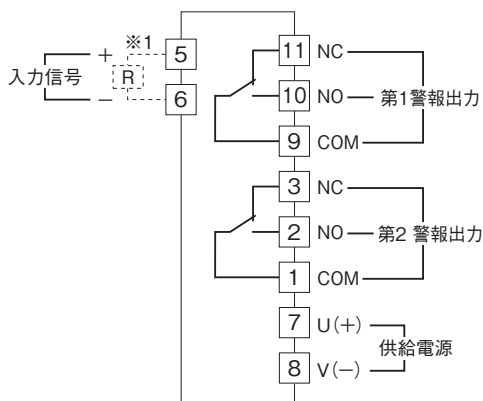 ※1
+
入力信号
R
−
5
6
11 NC
10 NO 第1警報出力
9 COM
3 NC
2 NO 第2 警報出力
1 COM
7 U(+)
供給電源
8 V(−)